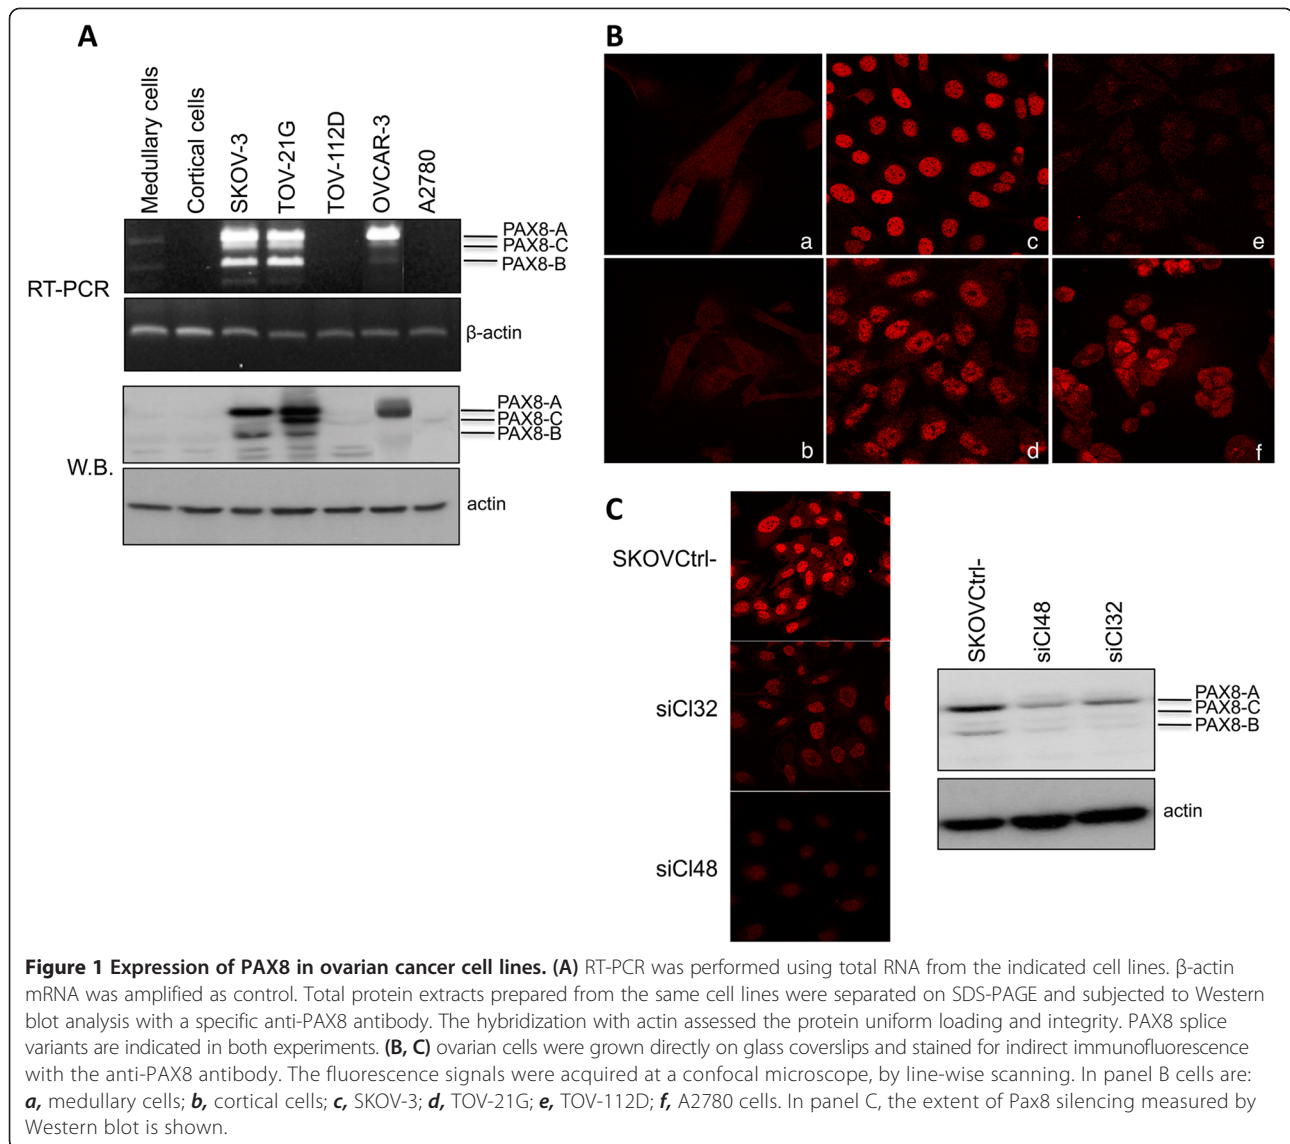 A
Medullary cells
Cortical cells
SKOV-3
TOV-21G
TOV-112D
OVCAR-3
A2780
RT-PCR
PAX8-A
PAX8-C
PAX8-B
β-actin
W.B.
PAX8-A
PAX8-C
PAX8-B
actin
B
a
c
e
b
d
f
C
SKOVCtrl-
siCl32
siCl48
SKOVCtrl-
siCl48
siCl32
PAX8-A
PAX8-C
PAX8-B
actin
Figure 1 Expression of PAX8 in ovarian cancer cell lines. (A) RT-PCR was performed using total RNA from the indicated cell lines. β-actin
mRNA was amplified as control. Total protein extracts prepared from the same cell lines were separated on SDS-PAGE and subjected to Western
blot analysis with a specific anti-PAX8 antibody. The hybridization with actin assessed the protein uniform loading and integrity. PAX8 splice
variants are indicated in both experiments. (B, C) ovarian cells were grown directly on glass coverslips and stained for indirect immunofluorescence
with the anti-PAX8 antibody. The fluorescence signals were acquired at a confocal microscope, by line-wise scanning. In panel B cells are:
a, medullary cells; b, cortical cells; c, SKOV-3; d, TOV-21G; e, TOV-112D; f, A2780 cells. In panel C, the extent of Pax8 silencing measured by
Western blot is shown.